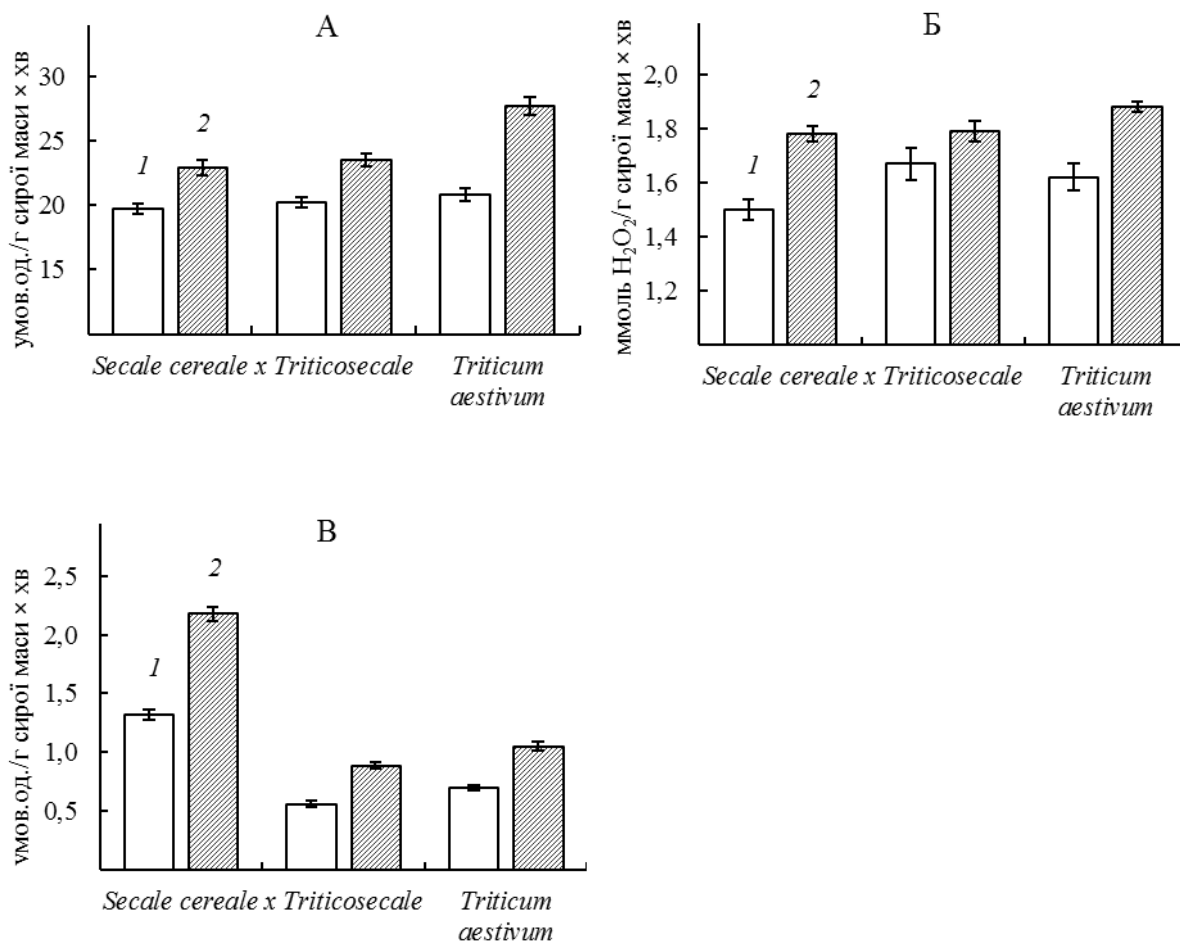 А
умов.од./г сирої маси × хв
30
25
20
15
1
2
Secale cereale x Triticosecale
Triticum
aestivum
Б
ммоль H₂O₂/г сирої маси × хв
2,0
1,8
1,6
1,4
1,2
1
2
Secale cereale x Triticosecale
Triticum
aestivum
В
умов.од./г сирої маси × хв
2,5
2,0
1,5
1,0
0,5
1
2
Secale cereale x Triticosecale
Triticum
aestivum